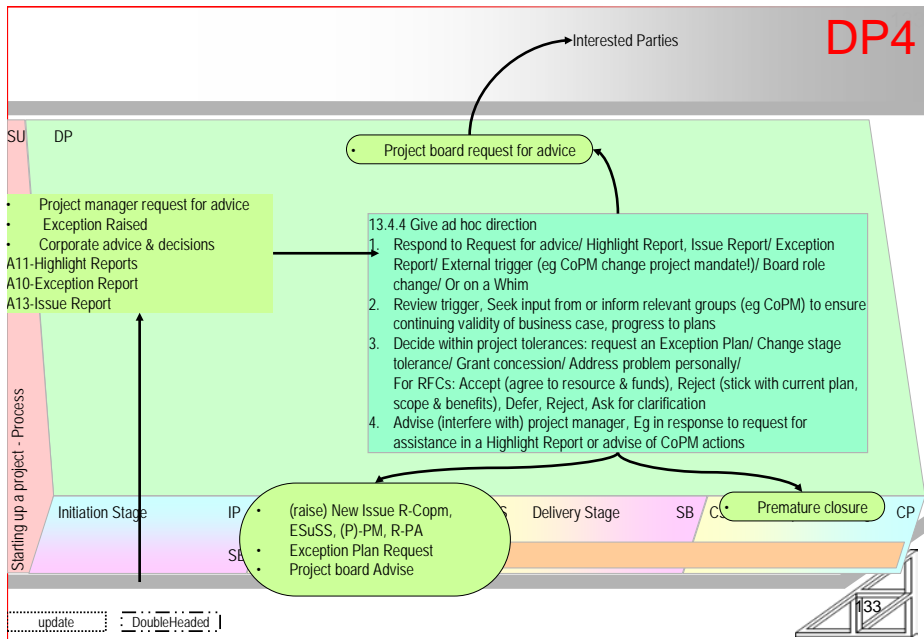 DP4
Interested Parties
SU
DP
• Project board request for advice
• Project manager request for advice
• Exception Raised
• Corporate advice & decisions
A11-Highlight Reports
A10-Exception Report
A13-Issue Report
13.4.4 Give ad hoc direction
1. Respond to Request for advice/ Highlight Report, Issue Report/ Exception
Report/ External trigger (eg CoPM change project mandate!)/ Board role
change/ Or on a Whim
2. Review trigger, Seek input from or inform relevant groups (eg CoPM) to ensure
continuing validity of business case, progress to plans
3. Decide within project tolerances: request an Exception Plan/ Change stage
tolerance/ Grant concession/ Address problem personally/
For RFCs: Accept (agree to resource & funds), Reject (stick with current plan,
scope & benefits), Defer, Reject, Ask for clarification
4. Advise (interfere with) project manager, Eg in response to request for
assistance in a Highlight Report or advise of CoPM actions
Starting up a project - Process
Initiation Stage
IP
• (raise) New Issue R-Copm,
ESuSS, (P)-PM, R-PA
• Exception Plan Request
• Project board Advise
Delivery Stage
SB
• Premature closure
CP
133
update
DoubleHeaded